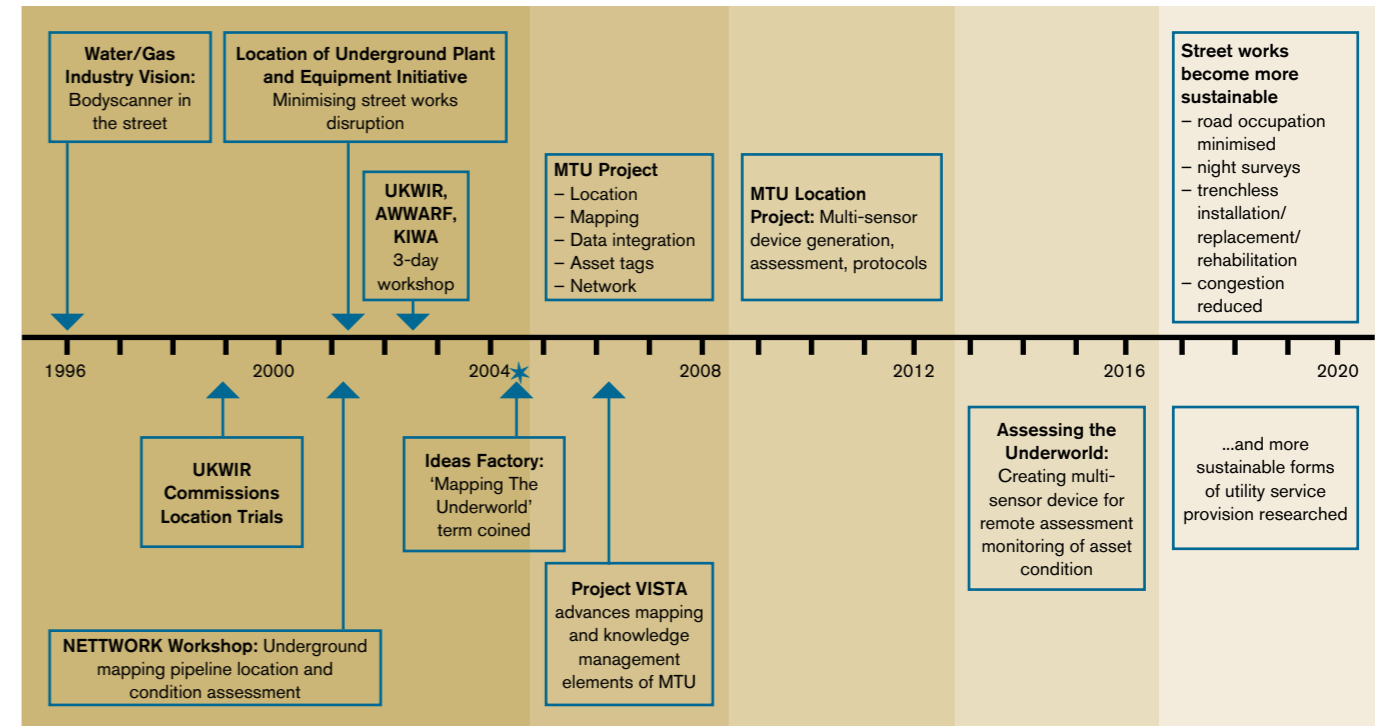 Water/Gas
Industry Vision:
Bodyscanner in
the street
Location of Underground Plant
and Equipment Initiative
Minimising street works
disruption
UKWIR,
AWWARF,
KIWA
3-day
workshop
MTU Project
– Location
– Mapping
– Data integration
– Asset tags
– Network
MTU Location
Project: Multi-sensor
device generation,
assessment, protocols
Street works
become more
sustainable
– road occupation
minimised
– night surveys
– trenchless
installation/
replacement/
rehabilitation
– congestion
reduced
1996
2000
2004
2008
2012
2016
2020
UKWIR
Commissions
Location Trials
NETTWORK Workshop: Underground
mapping pipeline location and
condition assessment
Ideas Factory:
‘Mapping The
Underworld’
term coined
Project VISTA
advances mapping
and knowledge
management
elements of MTU
Assessing the
Underworld:
Creating multi-
sensor device for
remote assessment
monitoring of asset
condition
...and more
sustainable forms
of utility service
provision researched